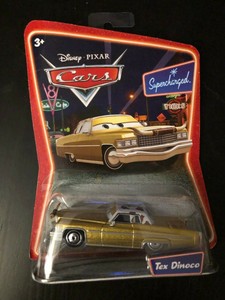 3+
Disney · PIXAR
Cars
Supercharged
Tex Dinoco